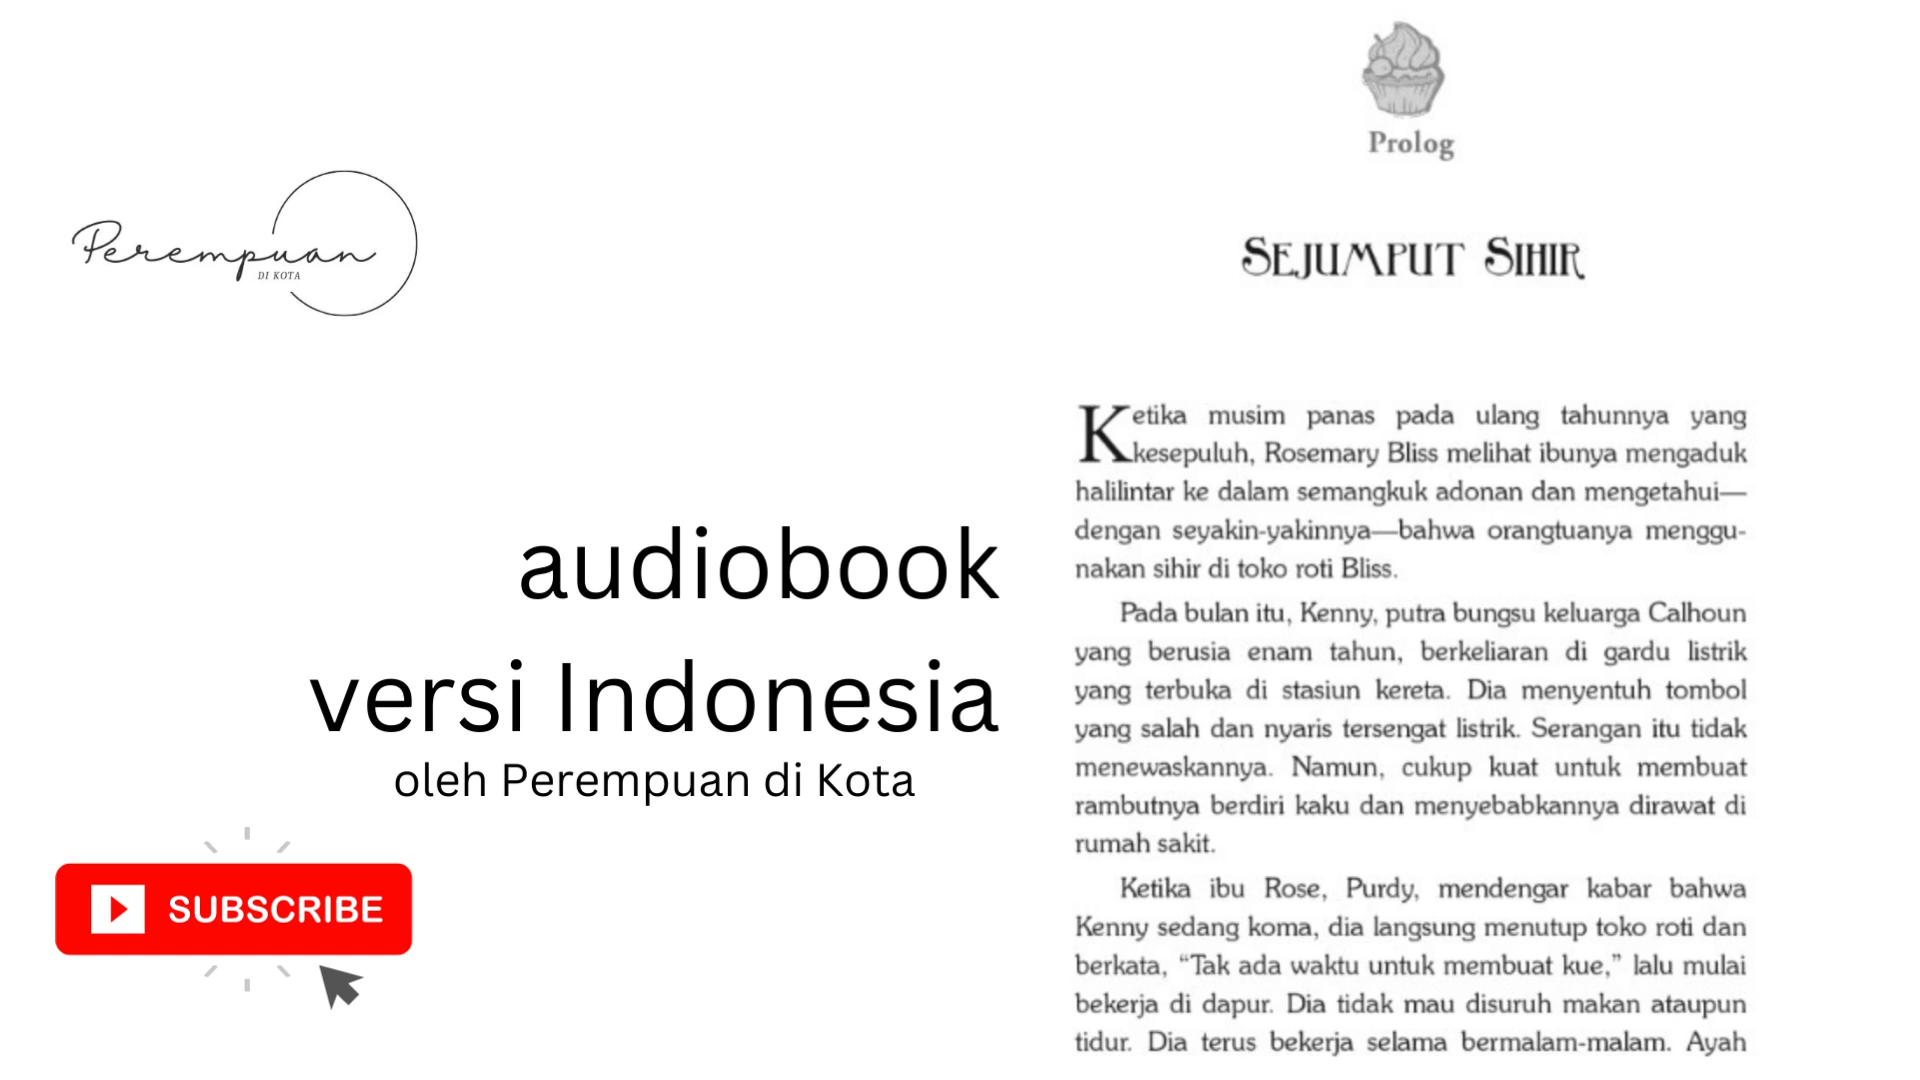 Perempuan
DI KOTA
audiobook
versi Indonesia
oleh Perempuan di Kota
SUBSCRIBE
Prolog
SEJUMPUT SIHIR
Ketika musim panas pada ulang tahunnya yang
kesepuluh, Rosemary Bliss melihat ibunya mengaduk
halilintar ke dalam semangkuk adonan dan mengetahui—
dengan seyakin-yakinnya—bahwa orangtuanya menggu-
nakan sihir di toko roti Bliss.
Pada bulan itu, Kenny, putra bungsu keluarga Calhoun
yang berusia enam tahun, berkeliaran di gardu listrik
yang terbuka di stasiun kereta. Dia menyentuh tombol
yang salah dan nyaris tersengat listrik. Serangan itu tidak
menewaskannya. Namun, cukup kuat untuk membuat
rambutnya berdiri kaku dan menyebabkannya dirawat di
rumah sakit.
Ketika ibu Rose, Purdy, mendengar kabar bahwa
Kenny sedang koma, dia langsung menutup toko roti dan
berkata, “Tak ada waktu untuk membuat kue,” lalu mulai
bekerja di dapur. Dia tidak mau disuruh makan ataupun
tidur. Dia terus bekerja selama bermalam-malam. Ayah